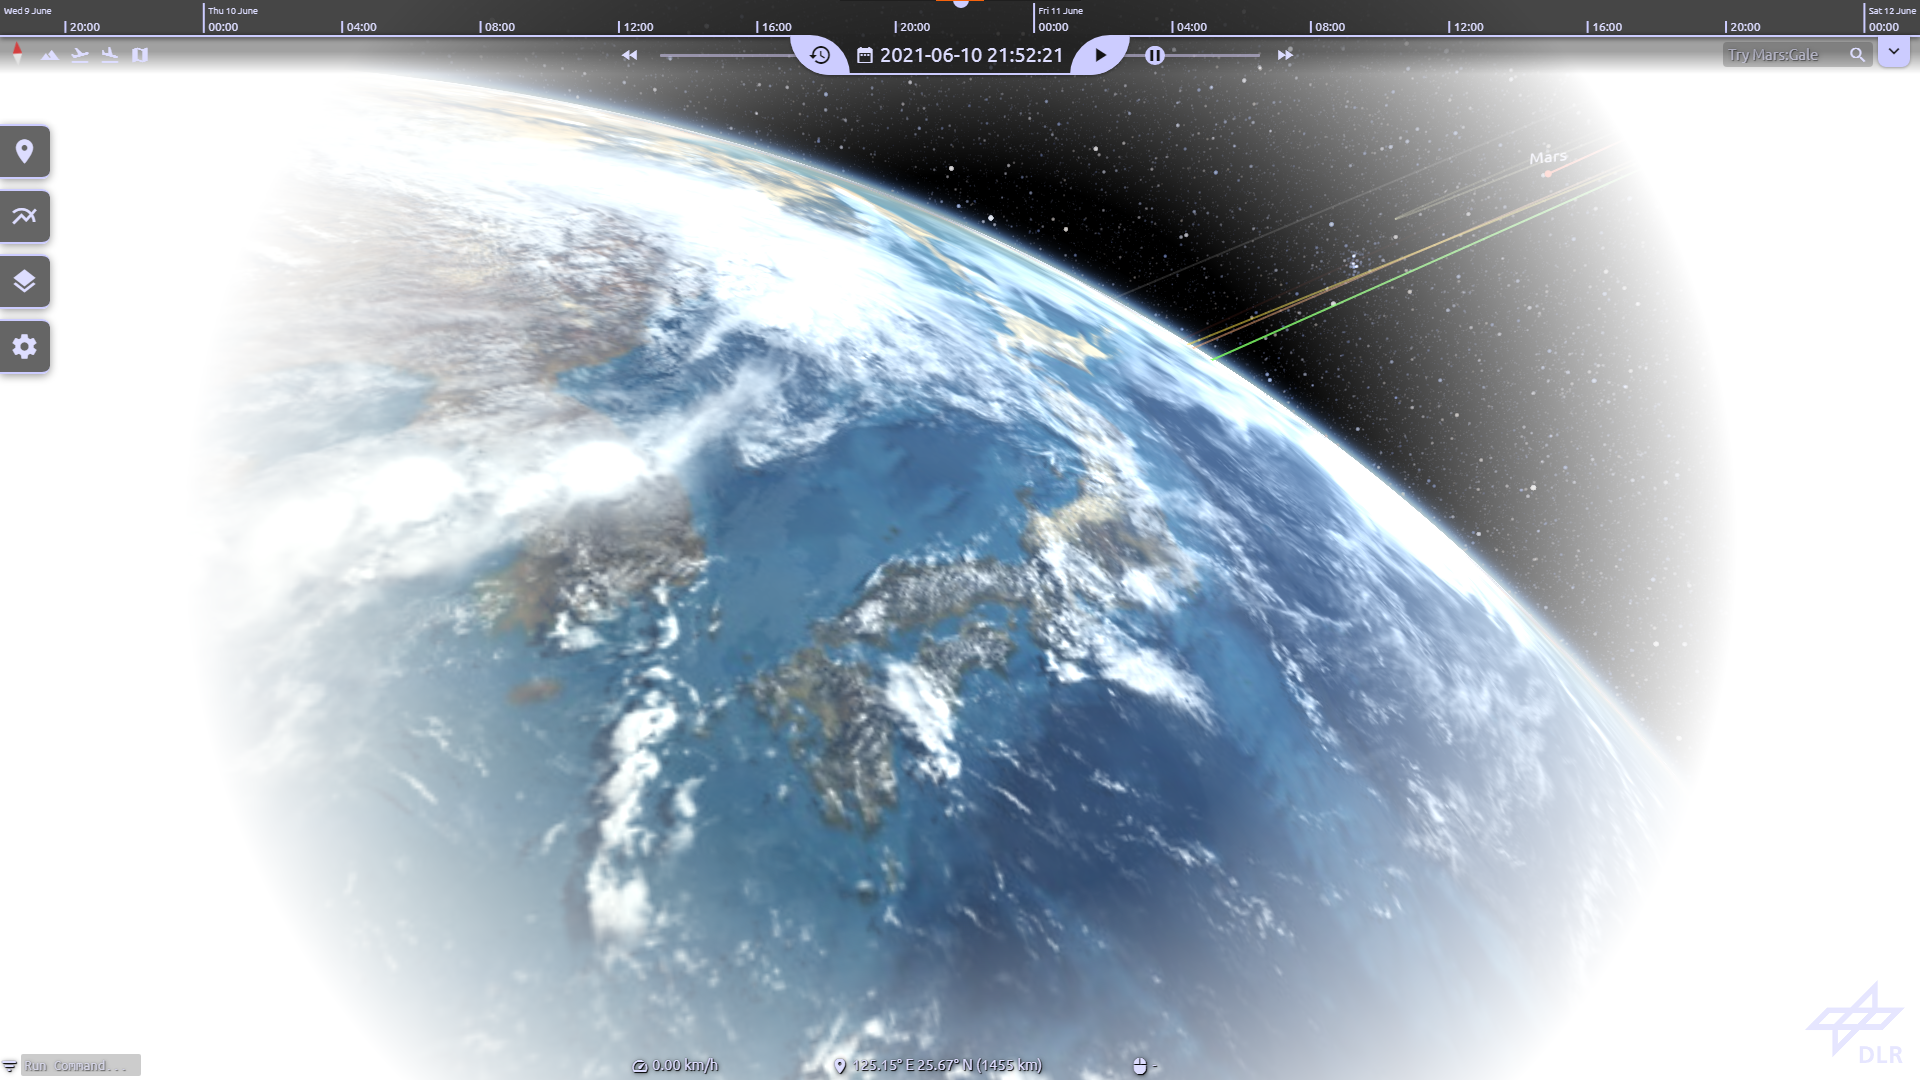 Wed 9 June
Thu 10 June
Fri 11 June
Sat 12 June
20:00
00:00
04:00
08:00
12:00
16:00
20:00
00:00
04:00
08:00
12:00
16:00
20:00
00:00
2021-06-10 21:52:21
Try Mars:Gale
Mars
Run Command...
0.00 km/h
125.15° E 25.67° N (1455 km)
-
DLR